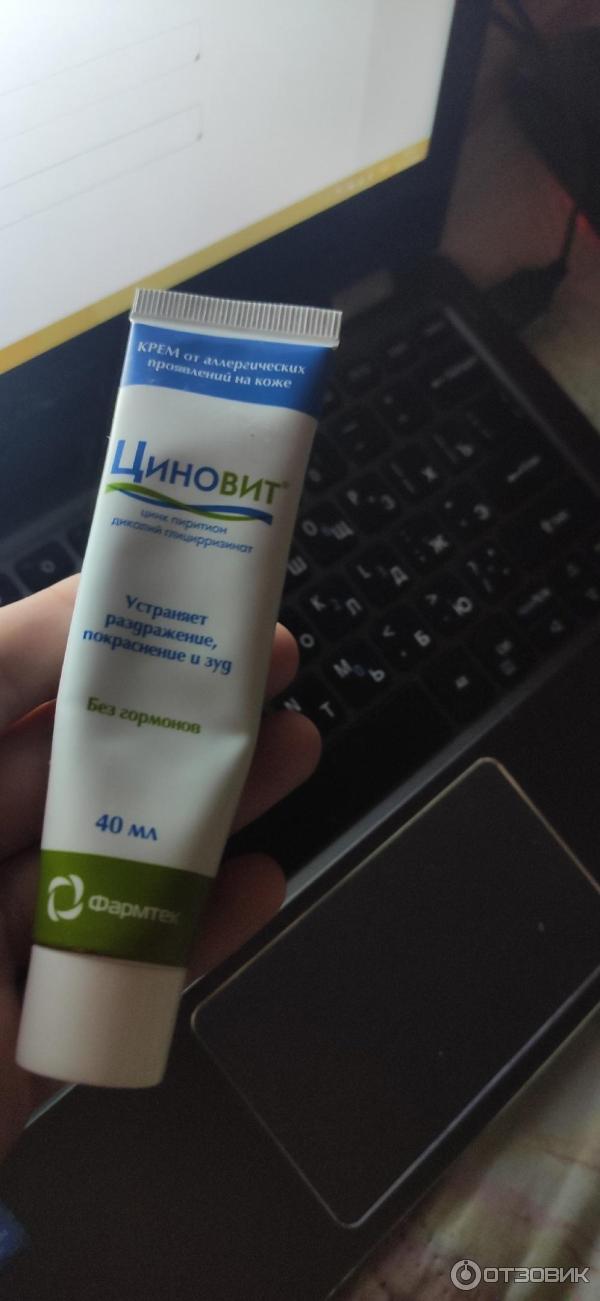 КРЕМ от аллергических
проявлений на коже
Циновит®
цинк пиритион
дикалий глицирризинат
Устраняет
раздражение,
покраснение и зуд
Без гормонов
40 мл
Фармтек
ОТЗОВИК